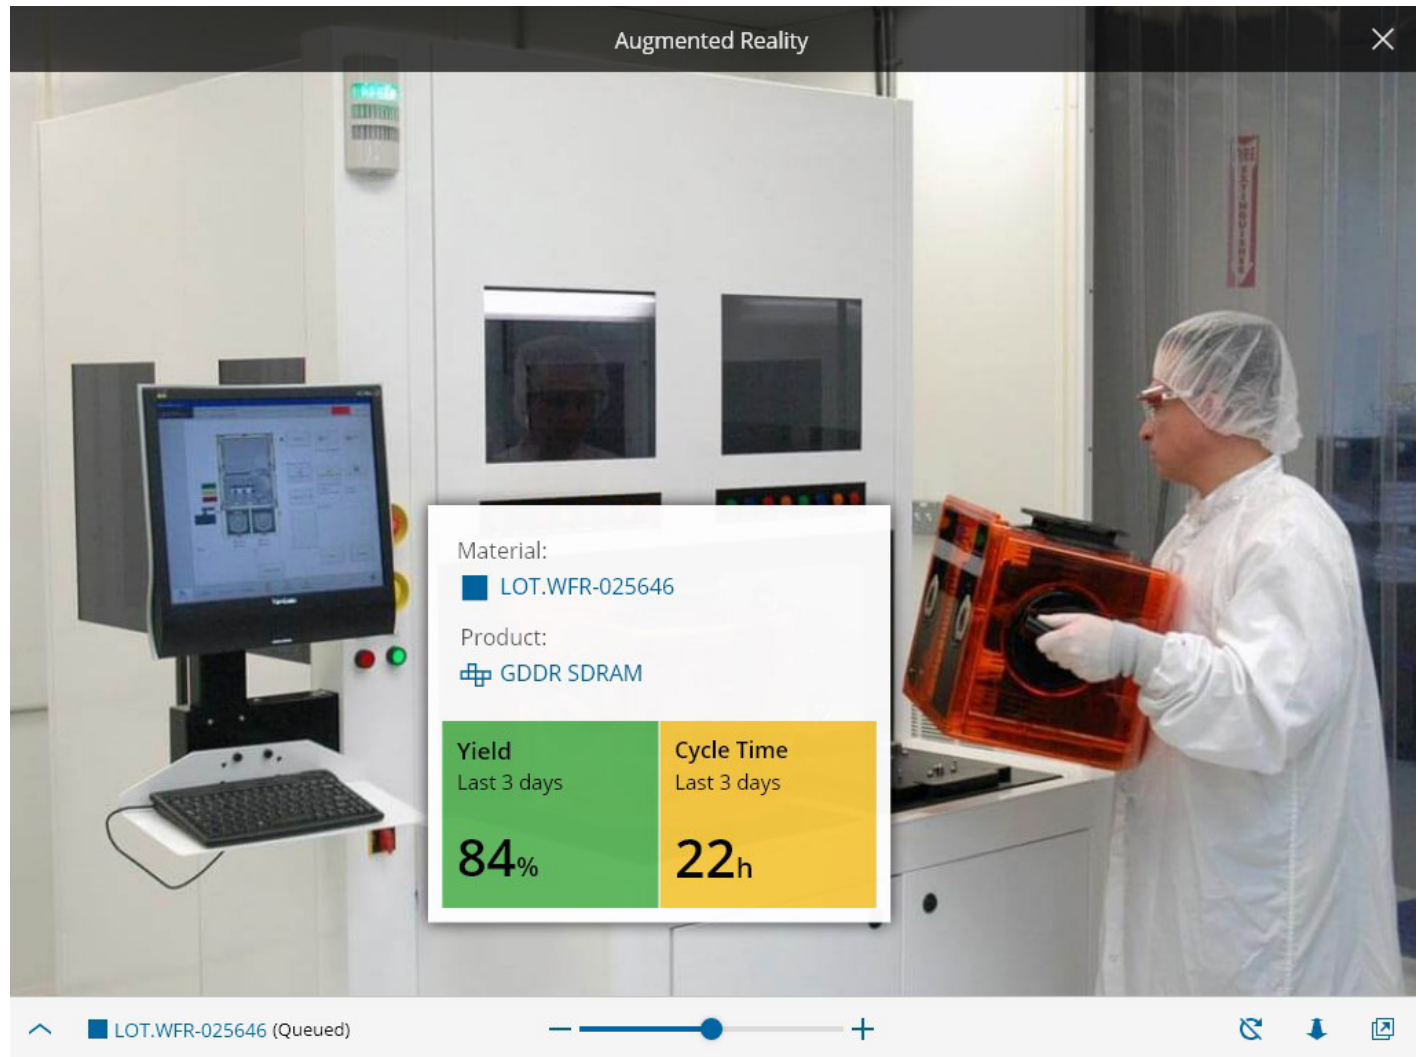 Augmented Reality
EXTINGUISHER
Material:
LOT.WFR-025646
Product:
GDDR SDRAM
Yield
Last 3 days
84%
Cycle Time
Last 3 days
22h
LOT.WFR-025646 (Queued)